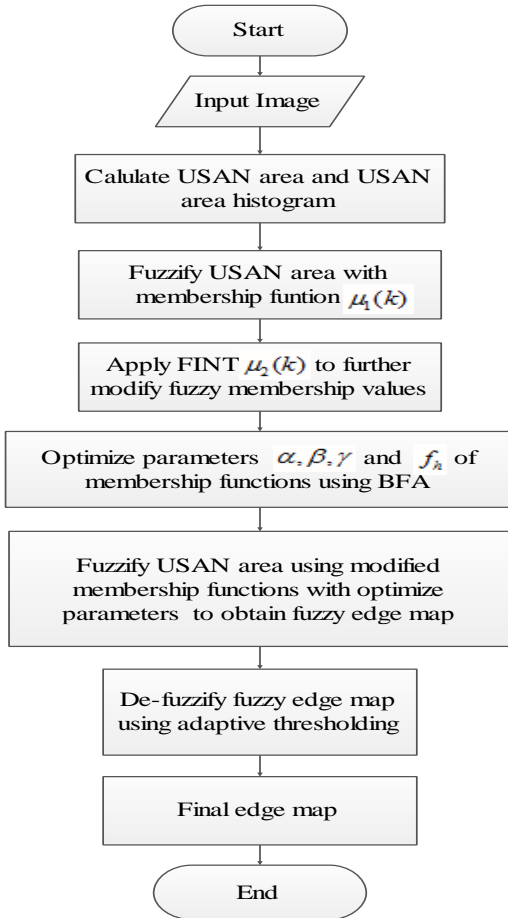 Start
Input Image
Calulate USAN area and USAN
area histogram
Fuzzify USAN area with
membership funtion μ₁(k)
Apply FINT μ₂(k) to further
modify fuzzy membership values
Optimize parameters α, β, γ and fₕ of
membership functions using BFA
Fuzzify USAN area using modified
membership functions with optimize
parameters to obtain fuzzy edge map
De-fuzzify fuzzy edge map
using adaptive thresholding
Final edge map
End